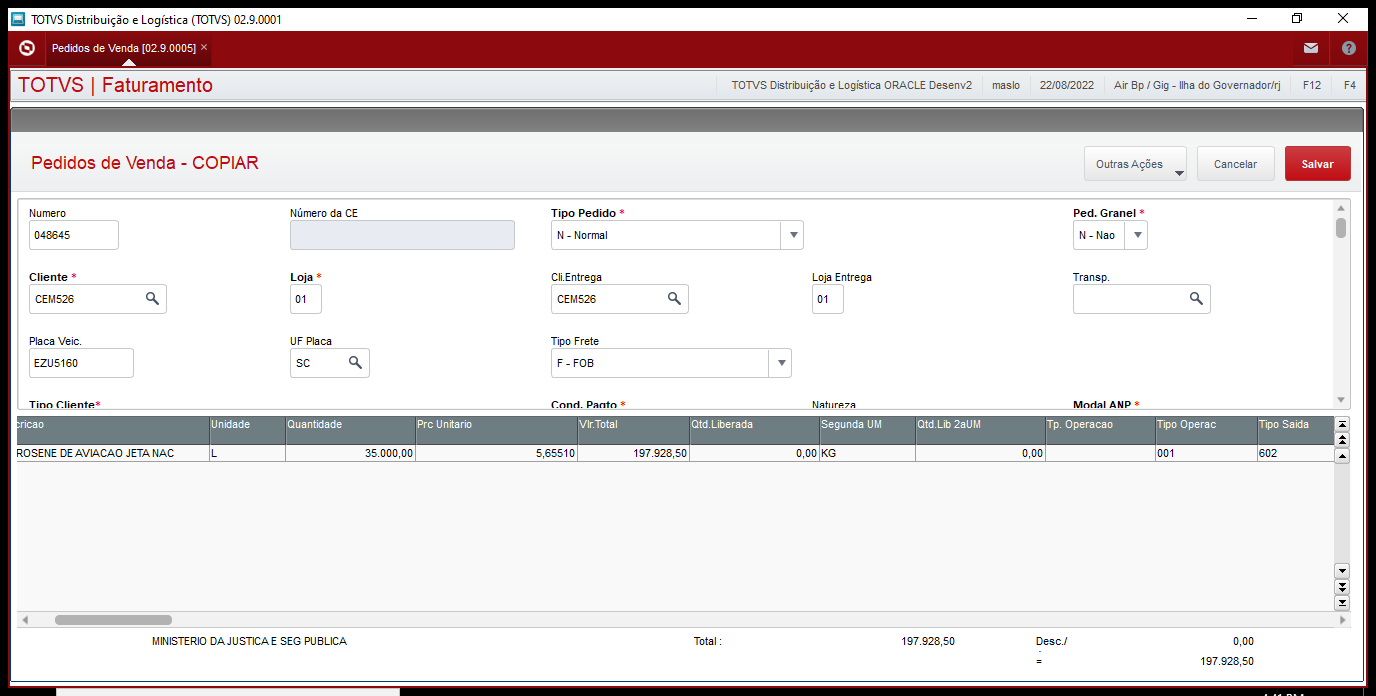 TOTVS Distribuição e Logística (TOTVS) 02.9.0001
Pedidos de Venda [02.9.0005] ×
TOTVS | Faturamento
TOTVS Distribuição e Logística ORACLE Desenv2 maslo 22/08/2022 Air Bp / Gig - Ilha do Governador/rj F12 F4
Pedidos de Venda - COPIAR
Outras Ações Cancelar Salvar
Numero Número da CE Tipo Pedido * Ped. Granel *
048645 N - Normal N - Nao
Cliente * Loja * Cli.Entrega Loja Entrega Transp.
CEM526 01 CEM526 01
Placa Veic. UF Placa Tipo Frete
EZU5160 SC F - FOB
Tipo Cliente* Cond. Pagto * Natureza Modal ANP *
cricao Unidade Quantidade Prc Unitario Vlr.Total Qtd.Liberada Segunda UM Qtd.Lib 2aUM Tp. Operacao Tipo Operac Tipo Saida
ROSENE DE AVIACAO JETA NAC L 35.000,00 5,65510 197.928,50 0,00 KG 0,00 001 602
MINISTERIO DA JUSTICA E SEG PUBLICA Total : 197.928,50 Desc./ 0,00
= 197.928,50